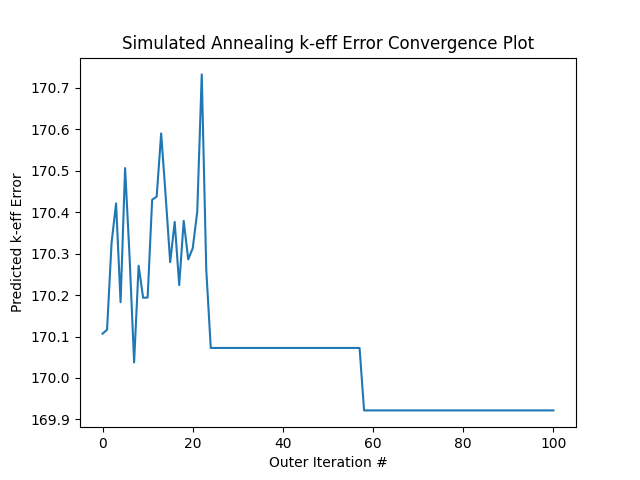 Simulated Annealing k-eff Error Convergence Plot
Predicted k-eff Error
170.7
170.6
170.5
170.4
170.3
170.2
170.1
170.0
169.9
0 20 40 60 80 100
Outer Iteration #